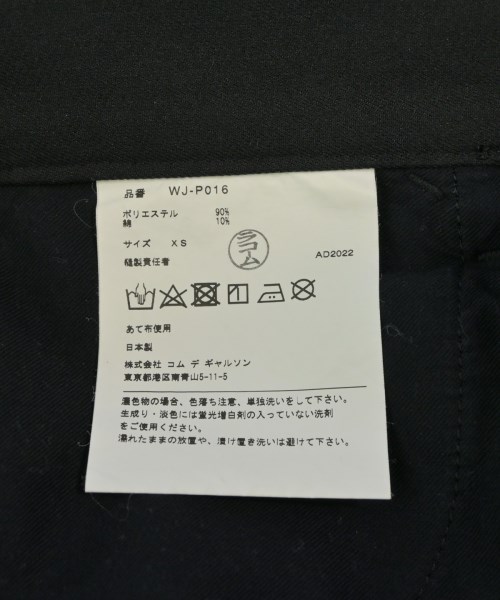 品番 WJ-P016
ポリエステル 90%
綿 10%
サイズ XS
縫製責任者
AD2022
あて布使用
日本製
株式会社 コム デ ギャルソン
東京都港区南青山5-11-5
濃色物の場合、色落ち注意、単独洗いをして下さい。
生成り・淡色には蛍光増白剤の入っていない洗剤
をご使用ください。
濡れたままの放置や、漬け置き洗いは避けて下さい。